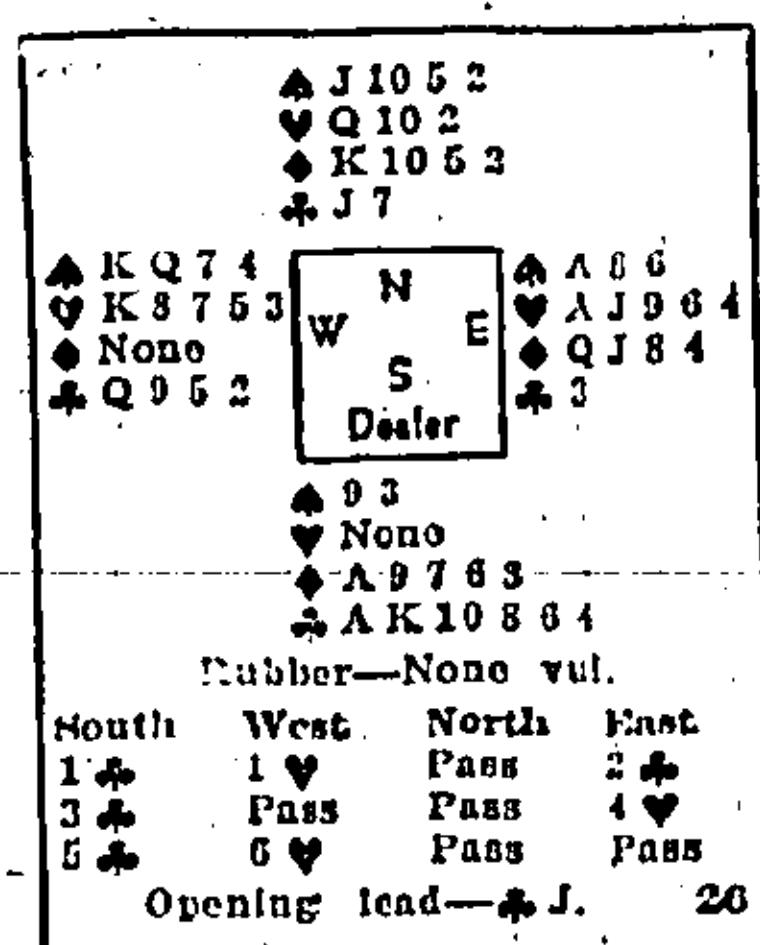 ♠ J 10 5 2
♥ Q 10 2
♦ K 10 5 2
♣ J 7
♠ K Q 7 4
♥ K 8 7 5 3
♦ None
♣ Q 9 5 2
N
W E
S
Dealer
♠ A 8 6
♥ A J 9 6 4
♦ Q J 8 4
♣ 3
♠ 9 3
♥ None
♦ A 9 7 6 3
♣ A K 10 8 6 4
Rubber—None vul.
South West North East
1 ♣ 1 ♥ Pass 2 ♣
3 ♣ Pass Pass 4 ♥
5 ♣ 6 ♥ Pass Pass
Opening lead—♣ J. 26